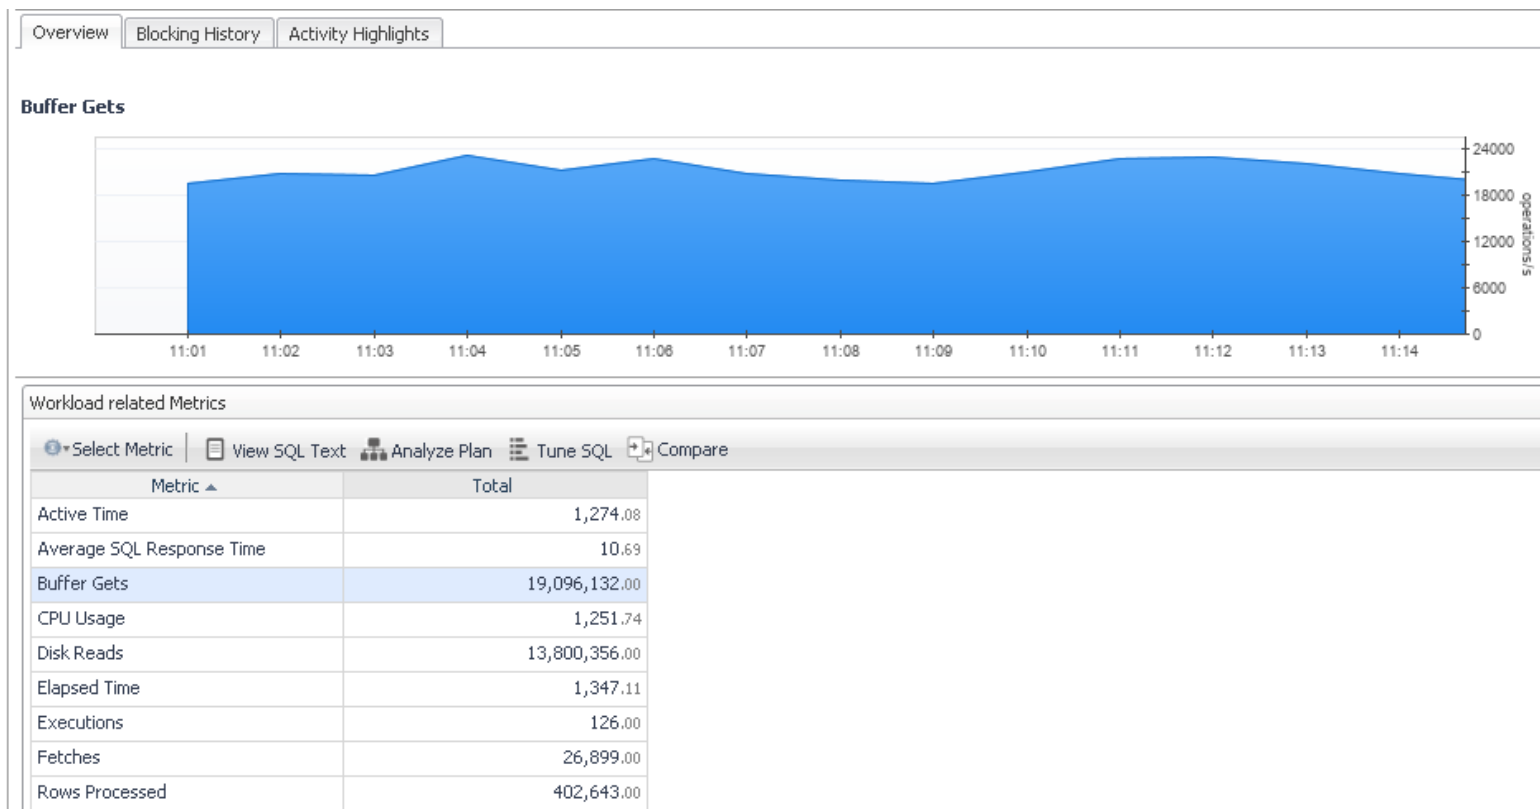 Overview Blocking History Activity Highlights
Buffer Gets
24000
18000
12000
6000
0
operations/s
11:01 11:02 11:03 11:04 11:05 11:06 11:07 11:08 11:09 11:10 11:11 11:12 11:13 11:14
Workload related Metrics
Select Metric View SQL Text Analyze Plan Tune SQL Compare
Metric Total
Active Time 1,274.08
Average SQL Response Time 10.69
Buffer Gets 19,096,132.00
CPU Usage 1,251.74
Disk Reads 13,800,356.00
Elapsed Time 1,347.11
Executions 126.00
Fetches 26,899.00
Rows Processed 402,643.00